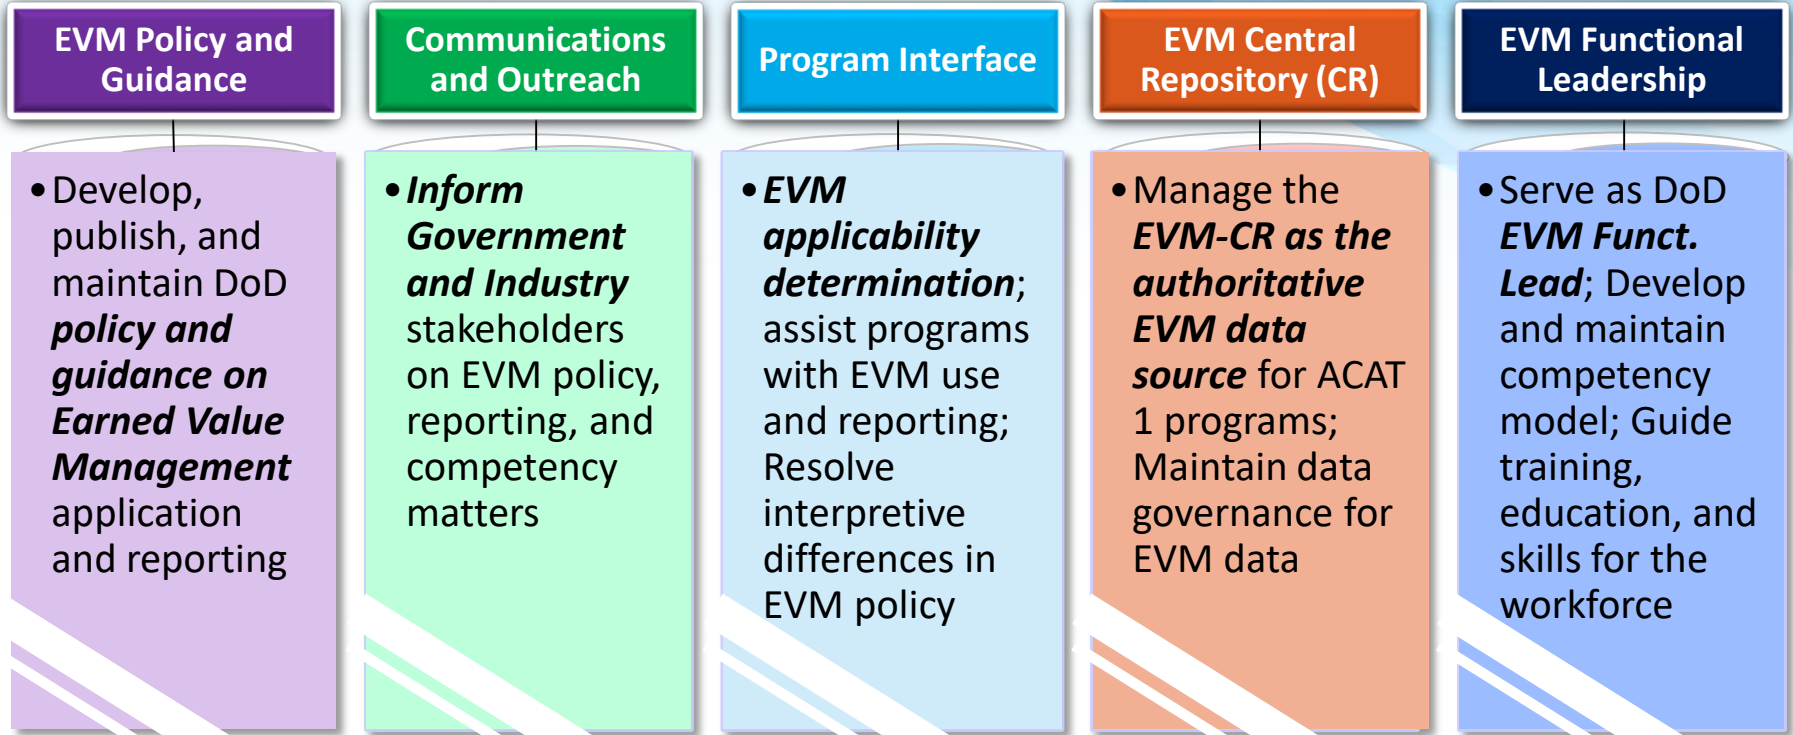 EVM Policy and
Guidance
•Develop,
publish, and
maintain DoD
policy and
guidance on
Earned Value
Management
application
and reporting
Communications
and Outreach
•Inform
Government
and Industry
stakeholders
on EVM policy,
reporting, and
competency
matters
Program Interface
•EVM
applicability
determination;
assist programs
with EVM use
and reporting;
Resolve
interpretive
differences in
EVM policy
EVM Central
Repository (CR)
•Manage the
EVM-CR as the
authoritative
EVM data
source for ACAT
1 programs;
Maintain data
governance for
EVM data
EVM Functional
Leadership
•Serve as DoD
EVM Funct.
Lead; Develop
and maintain
competency
model; Guide
training,
education, and
skills for the
workforce